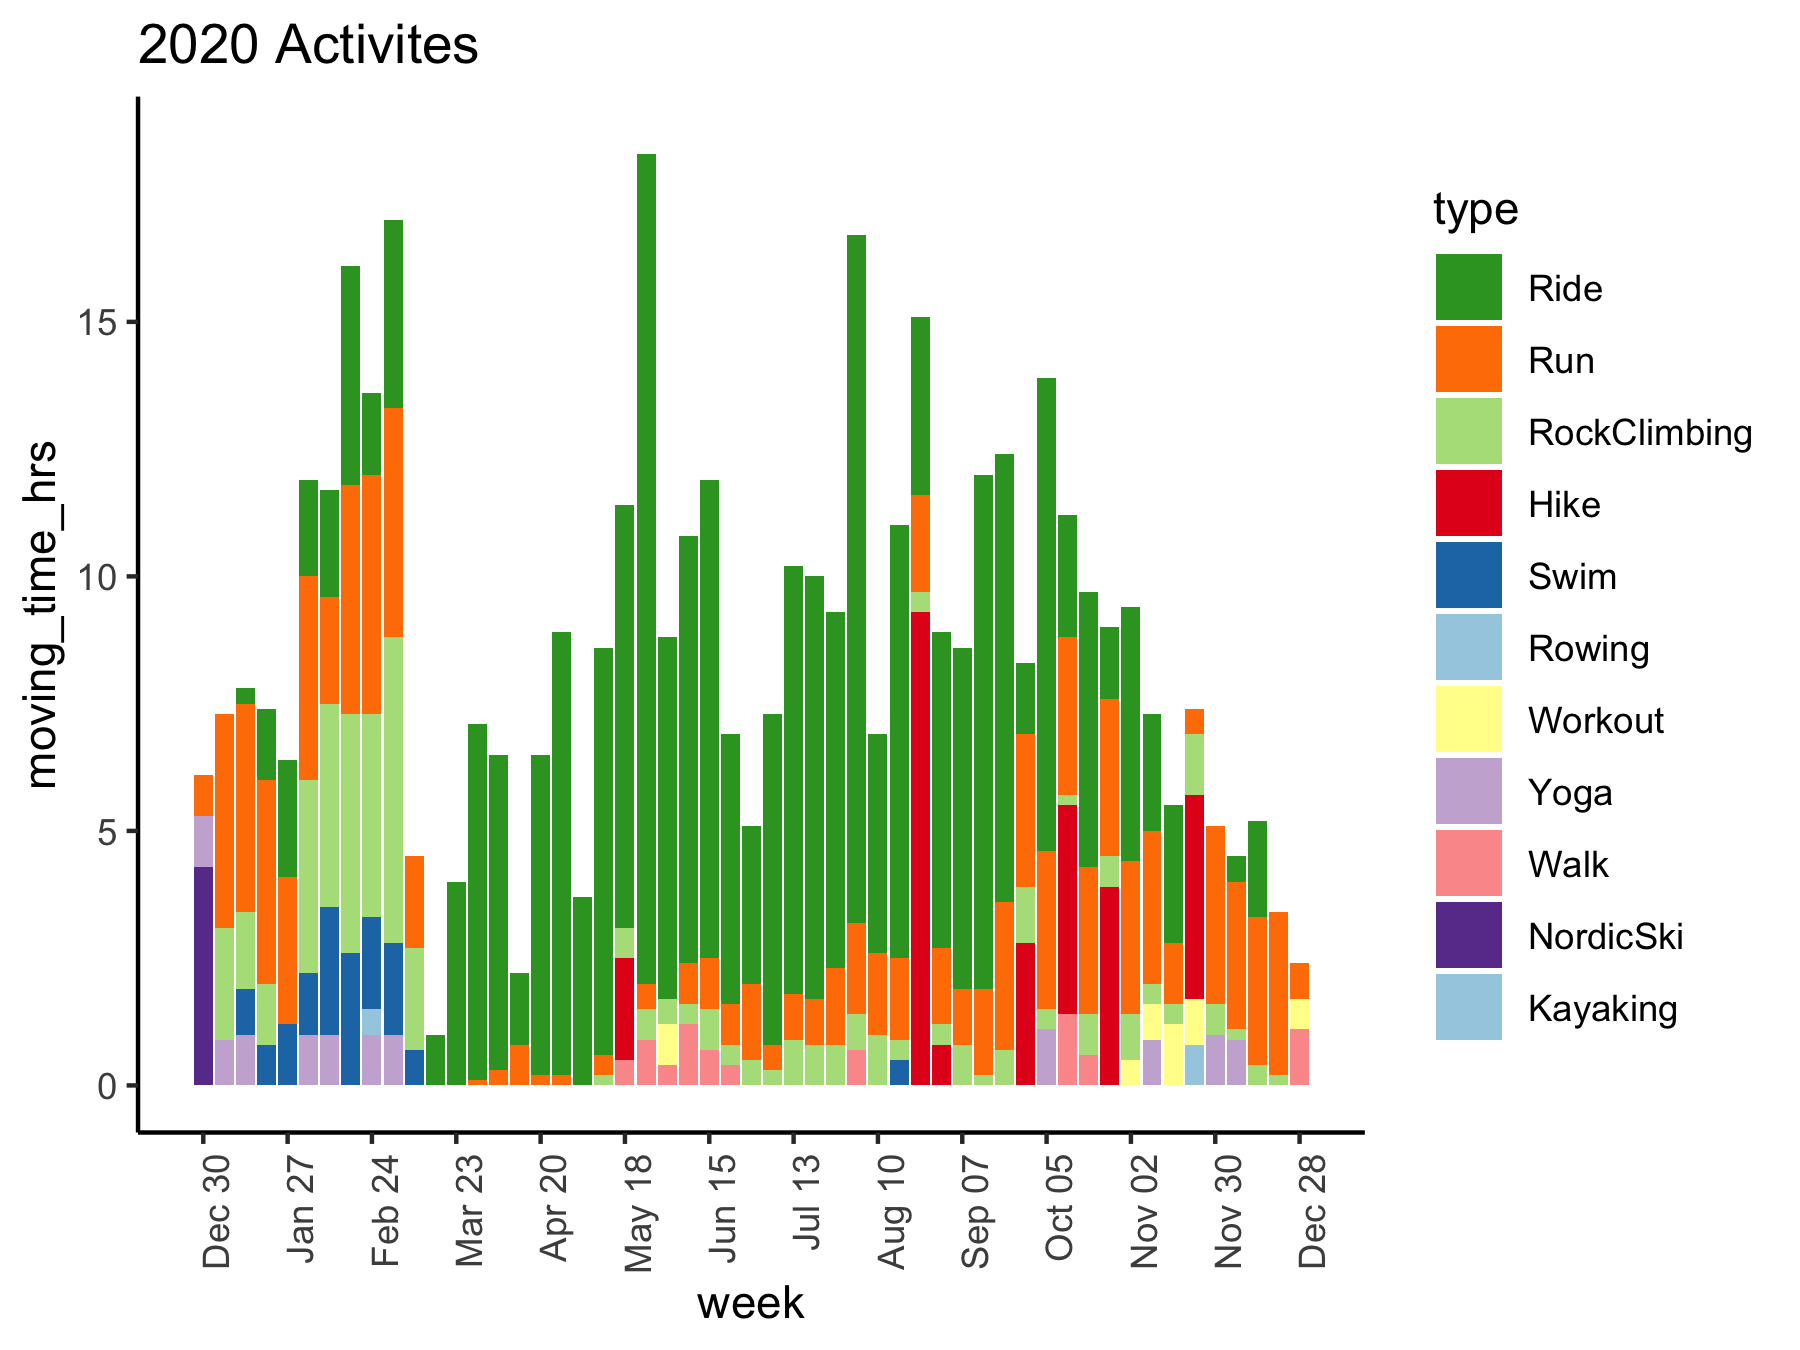 2020 Activites
moving_time_hrs
15
10
5
0
Dec 30
Jan 27
Feb 24
Mar 23
Apr 20
May 18
Jun 15
Jul 13
Aug 10
Sep 07
Oct 05
Nov 02
Nov 30
Dec 28
week
type
Ride
Run
RockClimbing
Hike
Swim
Rowing
Workout
Yoga
Walk
NordicSki
Kayaking